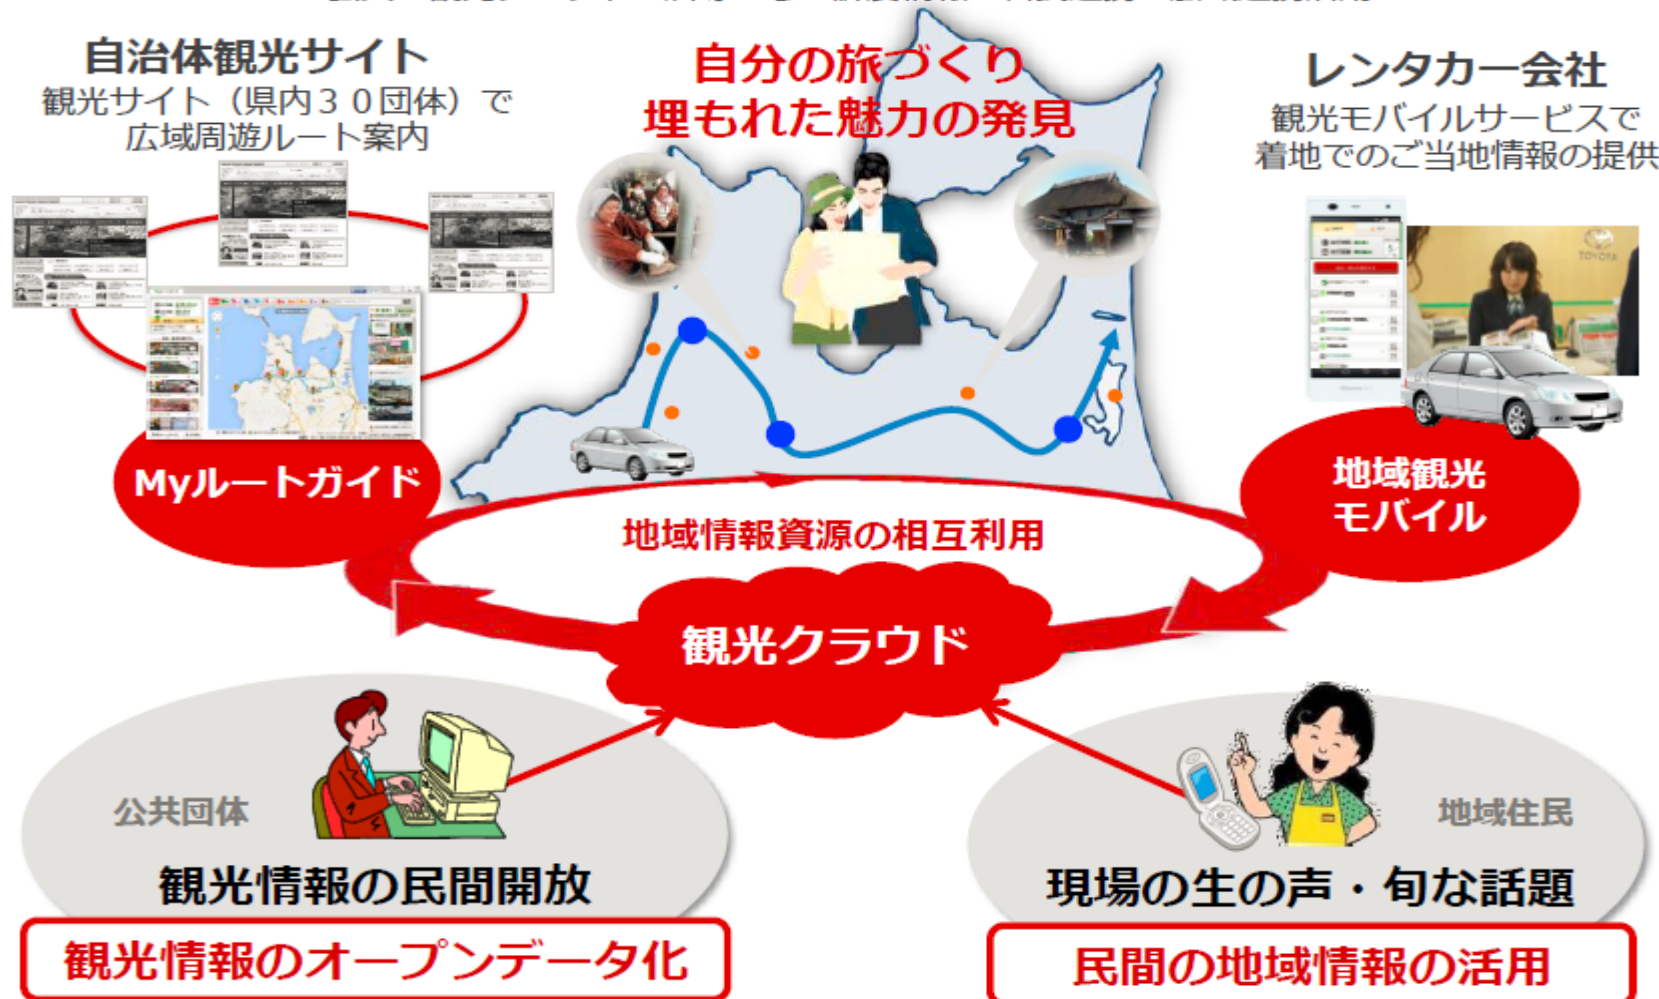 自治体観光サイト
観光サイト（県内３０団体）で
広域周遊ルート案内
自分の旅づくり
埋もれた魅力の発見
レンタカー会社
観光モバイルサービスで
着地でのご当地情報の提供
TOYOTA
Myルートガイド
地域観光
モバイル
地域情報資源の相互利用
観光クラウド
公共団体
観光情報の民間開放
観光情報のオープンデータ化
地域住民
現場の生の声・旬な話題
民間の地域情報の活用